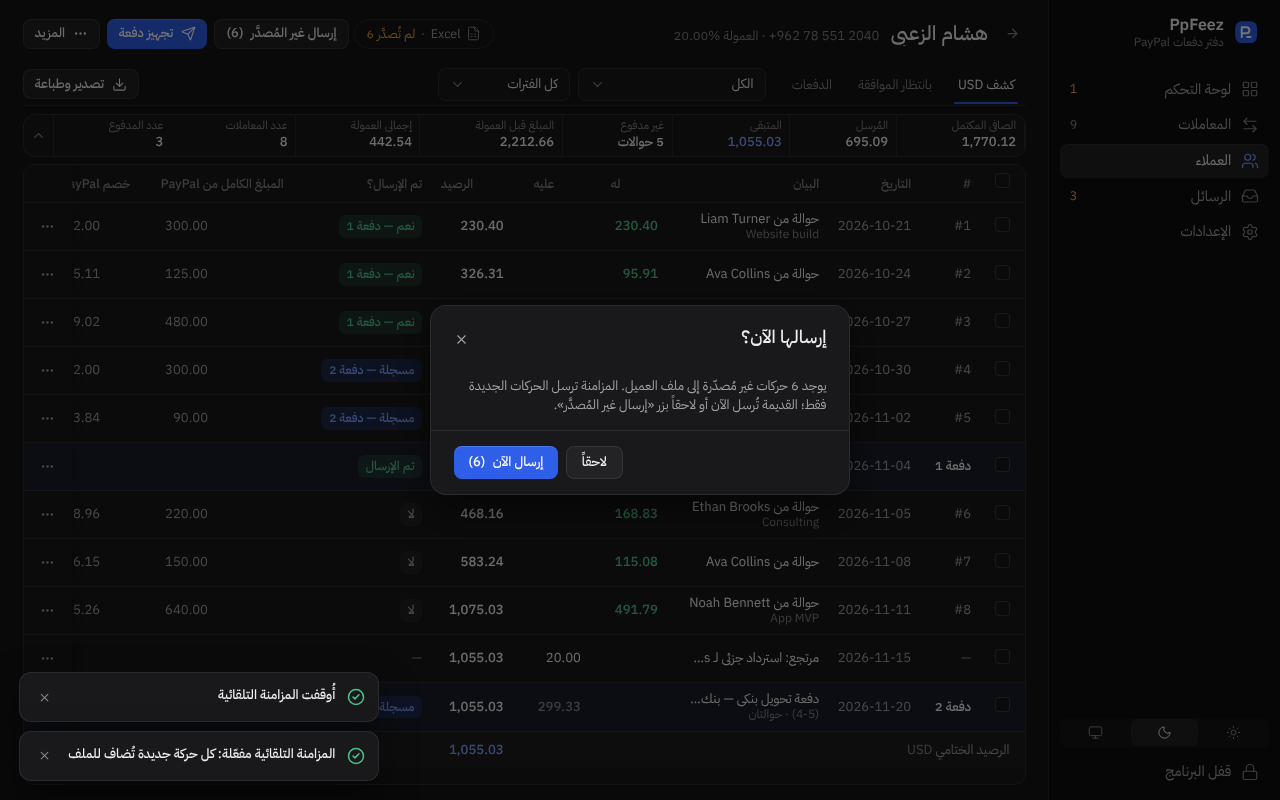 PpFeez
دفتر دفعات PayPal
لوحة التحكم 1
المعاملات 9
العملاء
الرسائل 3
الإعدادات
قفل البرنامج
هشام الزعبي
+962 78 551 2040 · العمولة 20.00%
Excel · لم تُصدَّر 6
إرسال غير المُصدَّر (6)
تجهيز دفعة
المزيد
كشف USD
بانتظار الموافقة
الدفعات
الكل
كل الفترات
تصدير وطباعة
الصافي المكتمل
1,770.12
المُرسل
695.09
المتبقي
1,055.03
غير مدفوع
5 حوالات
المبلغ قبل العمولة
2,212.66
إجمالي العمولة
442.54
عدد المعاملات
8
عدد المدفوع
3
# التاريخ البيان له عليه الرصيد تم الإرسال؟ المبلغ الكامل من PayPal خصم
#1 2026-10-21 حوالة من Liam Turner 230.40 230.40 نعم — دفعة 1 300.00 2.00
Website build
#2 2026-10-24 حوالة من Ava Collins 95.91 326.31 نعم — دفعة 1 125.00 5.11
#3 026-10-27 نعم — دفعة 1 480.00 9.02
#4 026-10-30 مسجلة — دفعة 2 300.00 2.00
#5 026-11-02 مسجلة — دفعة 2 90.00 3.84
دفعة 1 026-11-04 تم الإرسال
#6 2026-11-05 حوالة من Ethan Brooks 168.83 468.16 لا 220.00 8.96
Consulting
#7 2026-11-08 حوالة من Ava Collins 115.08 583.24 لا 150.00 6.15
#8 2026-11-11 حوالة من Noah Bennett 491.79 1,075.03 لا 640.00 5.26
App MVP
— 2026-11-15 مرتجع: استرداد جزئي لـ s… 20.00 1,055.03 —
دفعة 2 2026-11-20 دفعة تحويل بنكي — بنك… 299.33 1,055.03 مسجلة
(4-5) · حوالتان
الرصيد الختامي USD 1,055.03
إرسالها الآن؟
يوجد 6 حركات غير مُصدّرة إلى ملف العميل. المزامنة ترسل الحركات الجديدة
فقط؛ القديمة تُرسل الآن أو لاحقاً بزر «إرسال غير المُصدَّر».
لاحقاً
إرسال الآن (6)
أُوقفت المزامنة التلقائية
المزامنة التلقائية مفعّلة: كل حركة جديدة تُضاف للملف